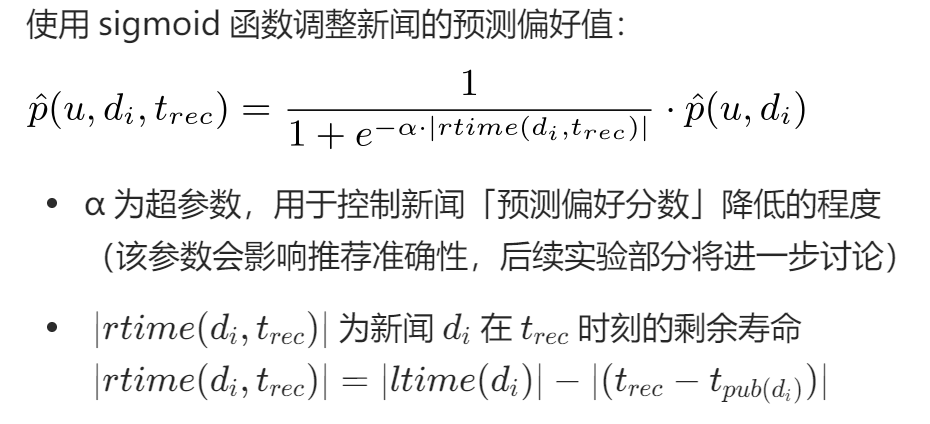 使用 sigmoid 函数调整新闻的预测偏好值：
$\hat{p}(u, d_i, t_{rec}) = \frac{1}{1 + e^{-\alpha \cdot |rtime(d_i, t_{rec})|}} \cdot \hat{p}(u, d_i)$
• α 为超参数，用于控制新闻「预测偏好分数」降低的程度
（该参数会影响推荐准确性，后续实验部分将进一步讨论）
• $|rtime(d_i, t_{rec})|$ 为新闻 $d_i$ 在 $t_{rec}$ 时刻的剩余寿命
$|rtime(d_i, t_{rec})| = |ltime(d_i)| - |(t_{rec} - t_{pub(d_i)})|$